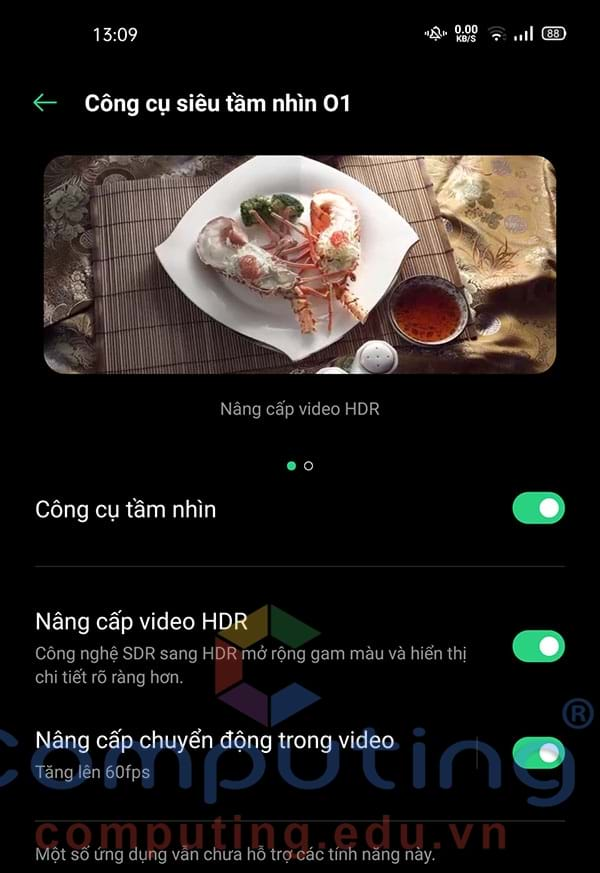 13:09
0.00
KB/S
88
Công cụ siêu tầm nhìn O1
Nâng cấp video HDR
Công cụ tầm nhìn
Nâng cấp video HDR
Công nghệ SDR sang HDR mở rộng gam màu và hiển thị
chi tiết rõ ràng hơn.
®
Nâng cấp chuyển động trong video
Computing
Tăng lên 60fps
computing.edu.vn
Một số ứng dụng vẫn chưa hỗ trợ các tính năng này.